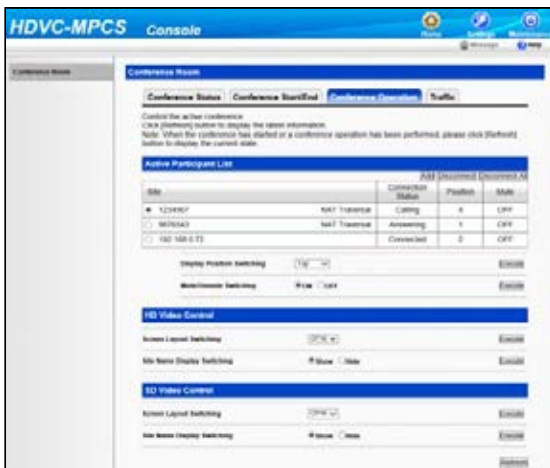 HDVC-MPCS Console
Home Settings Maintenance
Message Help
Conference Room
Conference Room
Conference Status Conference Start/End Conference Operation Traffic
Control the active conference
Click [Refresh] button to display the latest information.
Note: When the conference has started or a conference operation has been performed, please click [Refresh]
button to display the current state.
Active Participant List
Add Disconnect Disconnect All
Site Connection Status Position Mute
1234567 NAT Traversal Calling 4 OFF
9876543 NAT Traversal Answering 1 OFF
192.168.0.72 Connected 2 OFF
Display Position Switching Top Execute
Mute/Unmute Switching On OFF Execute
HD Video Control
Screen Layout Switching Execute
Site Name Display Switching Show Hide Execute
SD Video Control
Screen Layout Switching Execute
Site Name Display Switching Show Hide Execute
Refresh